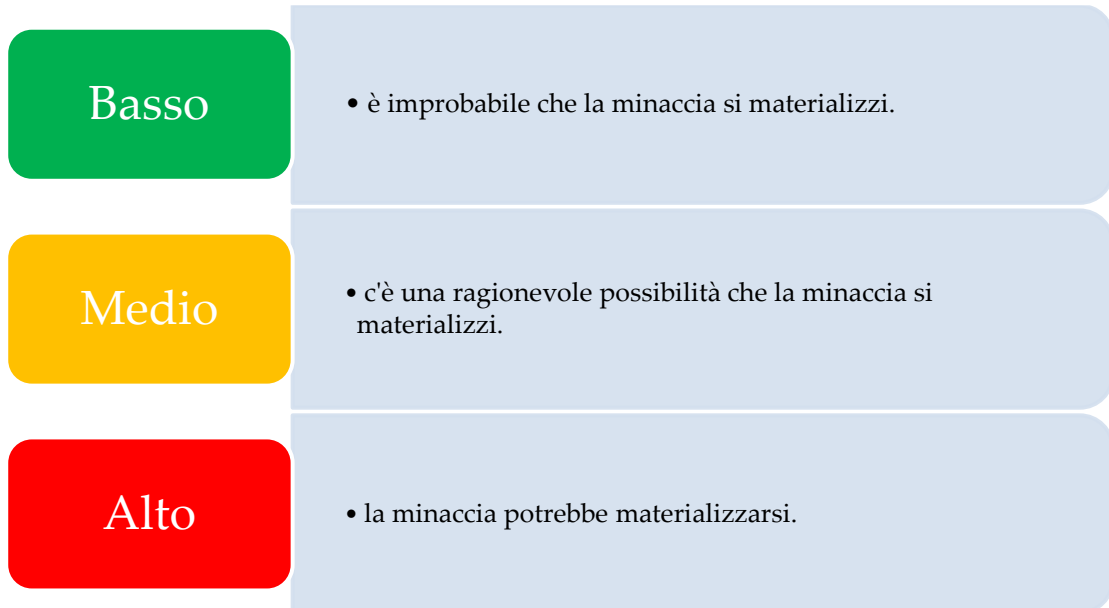 Basso
• è improbabile che la minaccia si materializzi.
Medio
• c'è una ragionevole possibilità che la minaccia si
materializzi.
Alto
• la minaccia potrebbe materializzarsi.